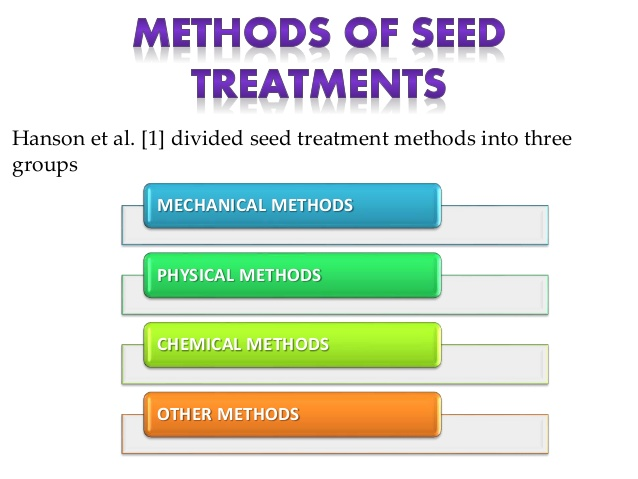 METHODS OF SEED
TREATMENTS
Hanson et al. [1] divided seed treatment methods into three
groups
MECHANICAL METHODS
PHYSICAL METHODS
CHEMICAL METHODS
OTHER METHODS